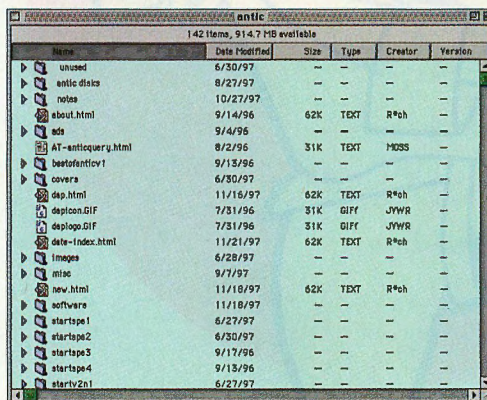 antic
142 items, 914.7 MB available
Name Date Modified Size Type Creator Version
unused 6/30/97 — — — —
antic disks 8/27/97 — — — —
notes 10/27/97 — — — —
about.html 9/14/96 62K TEXT R*ch —
ads 9/4/96 — — — —
AT-anticquery.html 8/2/96 31K TEXT MOSS —
bestofanticv1 9/13/96 — — — —
covers 6/30/97 — — — —
dap.html 11/16/97 62K TEXT R*ch —
dapicon.GIF 7/31/96 31K GIFf JVWR —
daplogo.GIF 7/31/96 31K GIFf JVWR —
date-index.html 11/21/97 62K TEXT R*ch —
images 6/28/97 — — — —
misc 9/7/97 — — — —
new.html 11/18/97 62K TEXT R*ch —
software 11/18/97 — — — —
startspe1 6/27/97 — — — —
startspe2 6/30/97 — — — —
startspe3 9/17/96 — — — —
startspe4 9/13/96 — — — —
startv2n1 6/27/97 — — — —